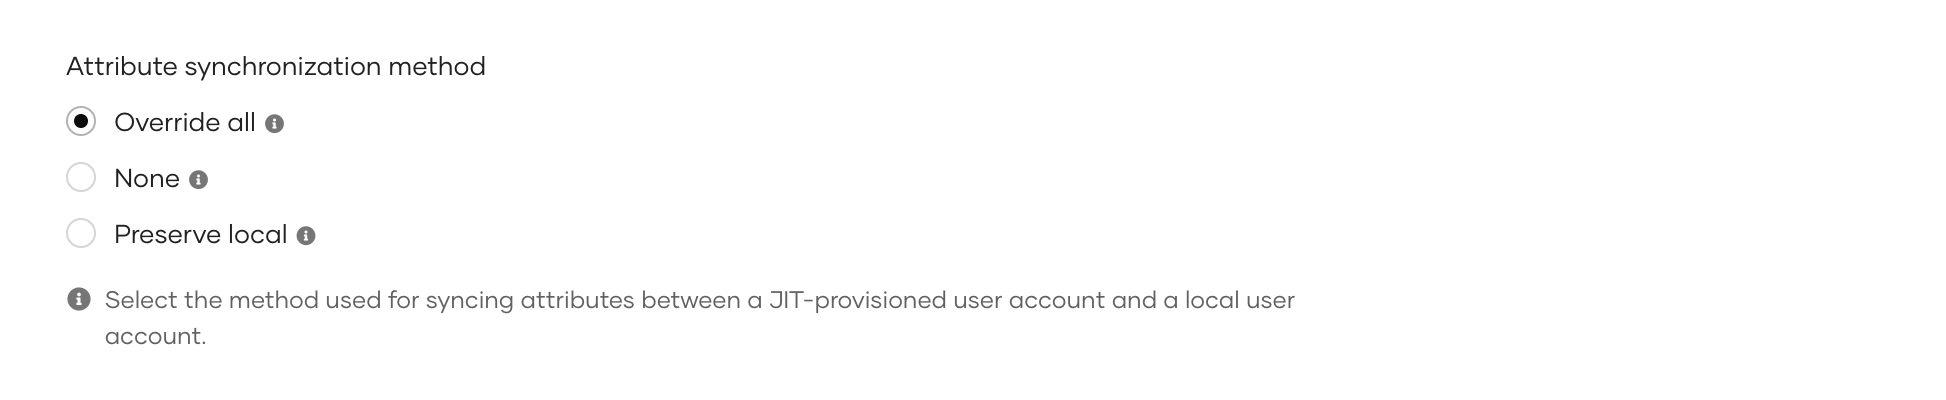 Attribute synchronization method
Override all
None
Preserve local
Select the method used for syncing attributes between a JIT-provisioned user account and a local user
account.